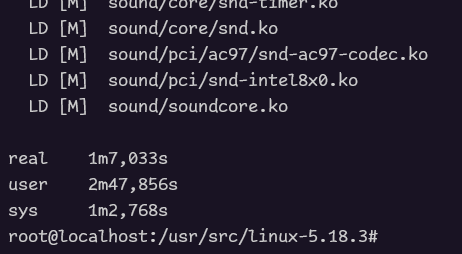 LD [M] sound/core/snd-timer.ko
LD [M] sound/core/snd.ko
LD [M] sound/pci/ac97/snd-ac97-codec.ko
LD [M] sound/pci/snd-intel8x0.ko
LD [M] sound/soundcore.ko
real 1m7,033s
user 2m47,856s
sys 1m2,768s
root@localhost:/usr/src/linux-5.18.3#